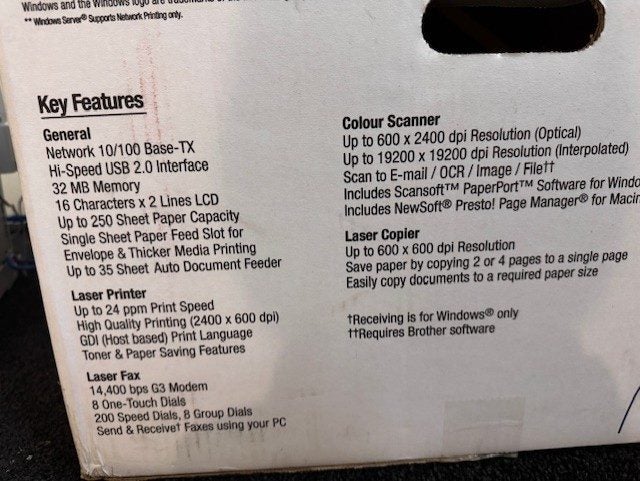 Windows and the Windows logo are trademarks of the
** Windows Server® Supports Network Printing only.
Key Features
General
Network 10/100 Base-TX
Hi-Speed USB 2.0 Interface
32 MB Memory
16 Characters x 2 Lines LCD
Up to 250 Sheet Paper Capacity
Single Sheet Paper Feed Slot for
Envelope & Thicker Media Printing
Up to 35 Sheet Auto Document Feeder
Laser Printer
Up to 24 ppm Print Speed
High Quality Printing (2400 x 600 dpi)
GDI (Host based) Print Language
Toner & Paper Saving Features
Laser Fax
14,400 bps G3 Modem
8 One-Touch Dials
200 Speed Dials, 8 Group Dials
Send & Receive† Faxes using your PC
Colour Scanner
Up to 600 x 2400 dpi Resolution (Optical)
Up to 19200 x 19200 dpi Resolution (Interpolated)
Scan to E-mail / OCR / Image / File††
Includes Scansoft™ PaperPort™ Software for Windo
Includes NewSoft® Presto! Page Manager® for Macin
Laser Copier
Up to 600 x 600 dpi Resolution
Save paper by copying 2 or 4 pages to a single page
Easily copy documents to a required paper size
†Receiving is for Windows® only
††Requires Brother software